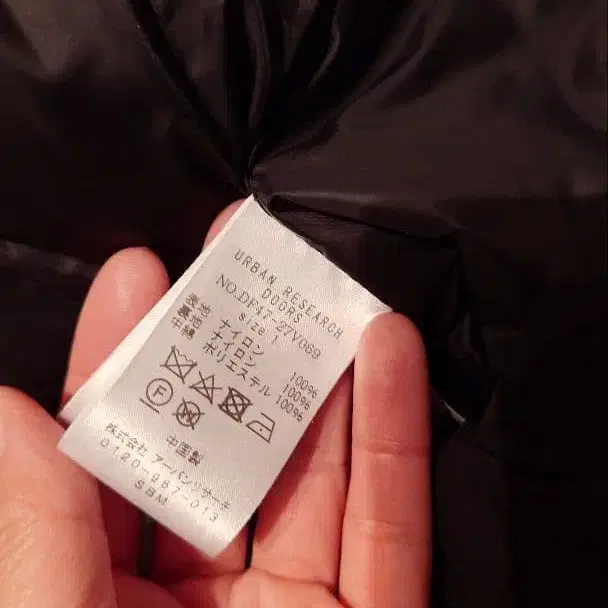 URBAN RESEARCH
DOORS
NO.DF47-27V069
size 1
表地 ナイロン 100%
裏地 ナイロン 100%
中綿 ポリエステル 100%
F W
中国製
株式会社 アーバンリサーチ
0120-987-013
SBM